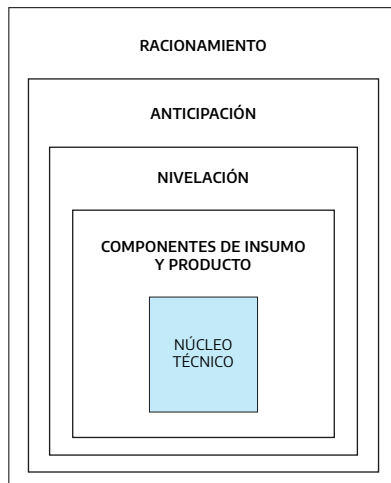 RACIONAMIENTO
ANTICIPACIÓN
NIVELACIÓN
COMPONENTES DE INSUMO
Y PRODUCTO
NÚCLEO
TÉCNICO